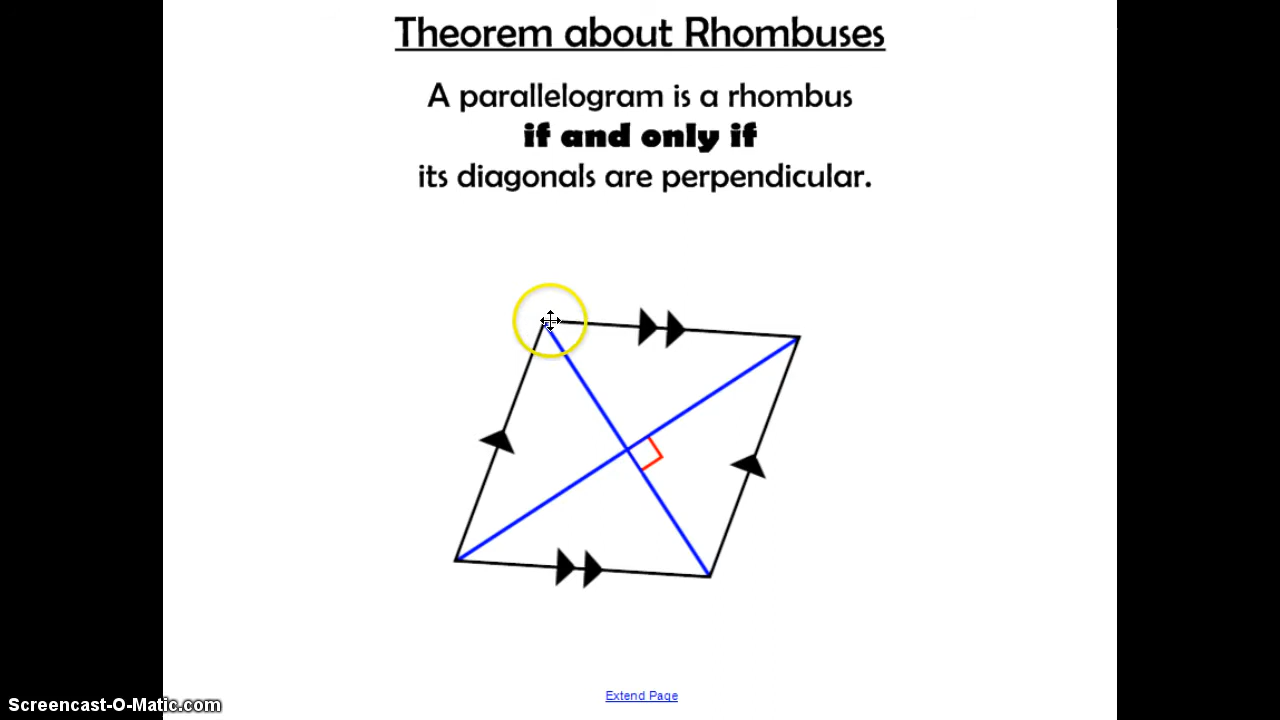 Theorem about Rhombuses
A parallelogram is a rhombus
if and only if
its diagonals are perpendicular.
Extend Page
Screencast-O-Matic.com